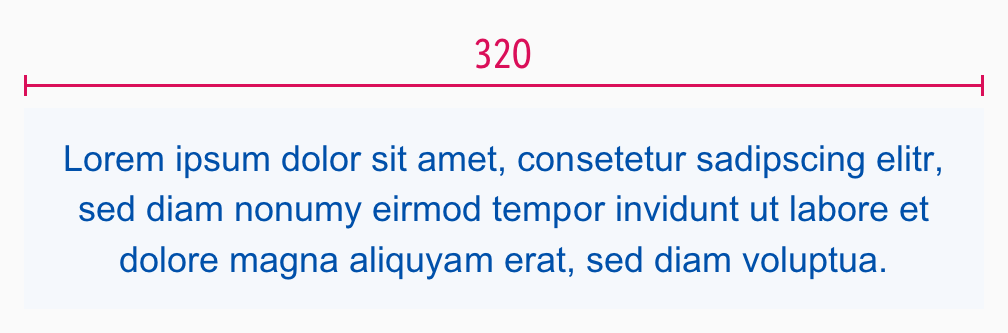 320
Lorem ipsum dolor sit amet, consetetur sadipscing elitr,
sed diam nonumy eirmod tempor invidunt ut labore et
dolore magna aliquyam erat, sed diam voluptua.